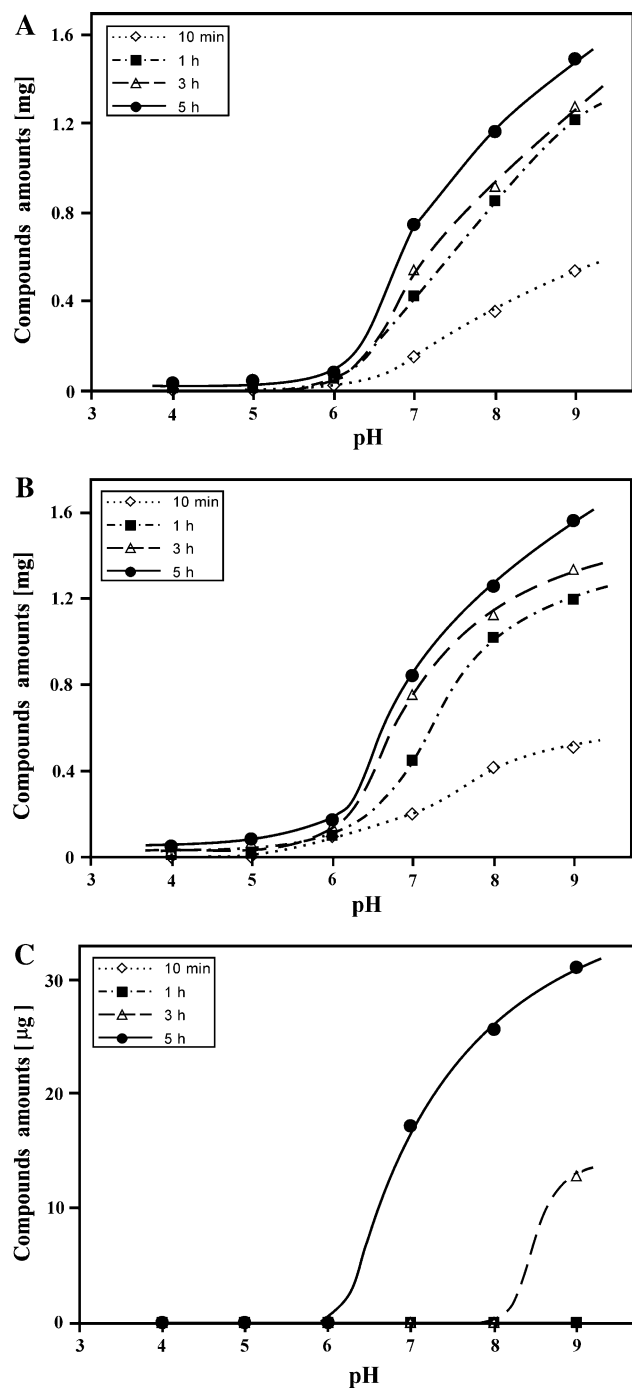 A
Compounds amounts [mg]
1.6
1.2
0.8
0.4
0
10 min
1 h
3 h
5 h
3 4 5 6 7 8 9
pH
B
Compounds amounts [mg]
1.6
1.2
0.8
0.4
0
10 min
1 h
3 h
5 h
3 4 5 6 7 8 9
pH
C
Compounds amounts [µg]
30
20
10
0
10 min
1 h
3 h
5 h
3 4 5 6 7 8 9
pH